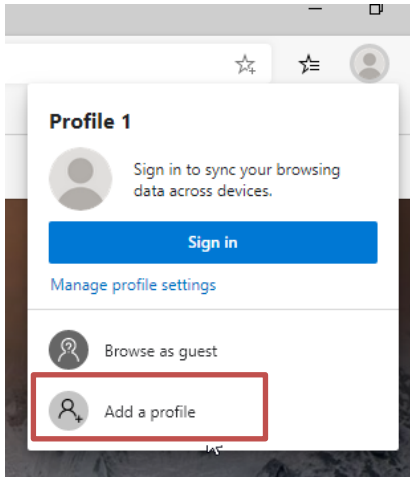 Profile 1
Sign in to sync your browsing
data across devices.
Sign in
Manage profile settings
Browse as guest
Add a profile